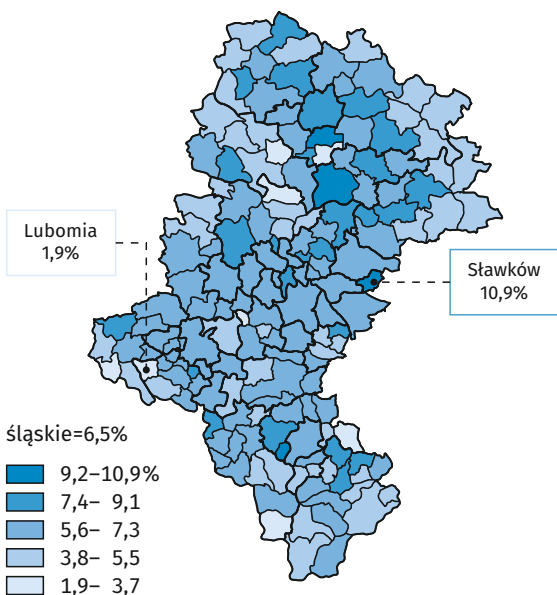 Lubomia
1,9%
Sławków
10,9%
śląskie=6,5%
9,2–10,9%
7,4– 9,1
5,6– 7,3
3,8– 5,5
1,9– 3,7